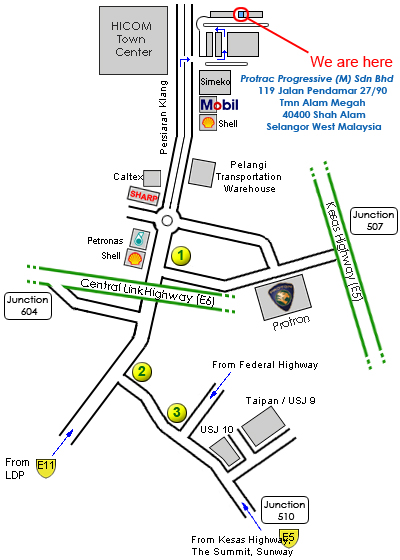 HICOM
Town
Center
We are here
Protrac Progressive (M) Sdn Bhd
119 Jalan Pendamar 27/90
Tmn Alam Megah
40400 Shah Alam
Selangor West Malaysia
Persiaran Klang
Simeko
Mobil
Shell
Pelangi
Transportation
Warehouse
Caltex
SHARP
Petronas
Shell
1
Kesas Highway (E5)
Junction
507
Central Link Highway (E6)
Junction
604
Protron
2
3
From Federal Highway
Taipan / USJ 9
USJ 10
From
LDP
E11
Junction
510
From Kesas Highway,
The Summit, Sunway
E5